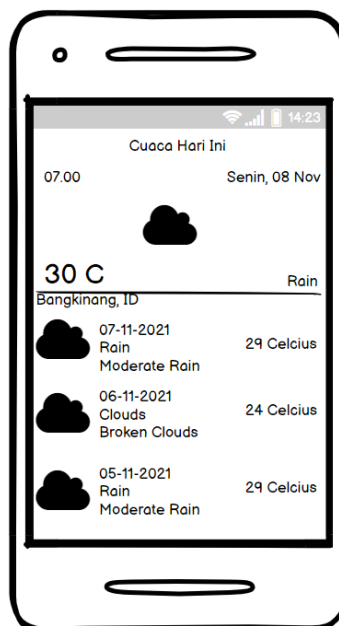 14:23
Cuaca Hari Ini
07.00 Senin, 08 Nov
30 C Rain
Bangkinang, ID
07-11-2021
Rain 29 Celcius
Moderate Rain
06-11-2021
Clouds 24 Celcius
Broken Clouds
05-11-2021
Rain 29 Celcius
Moderate Rain